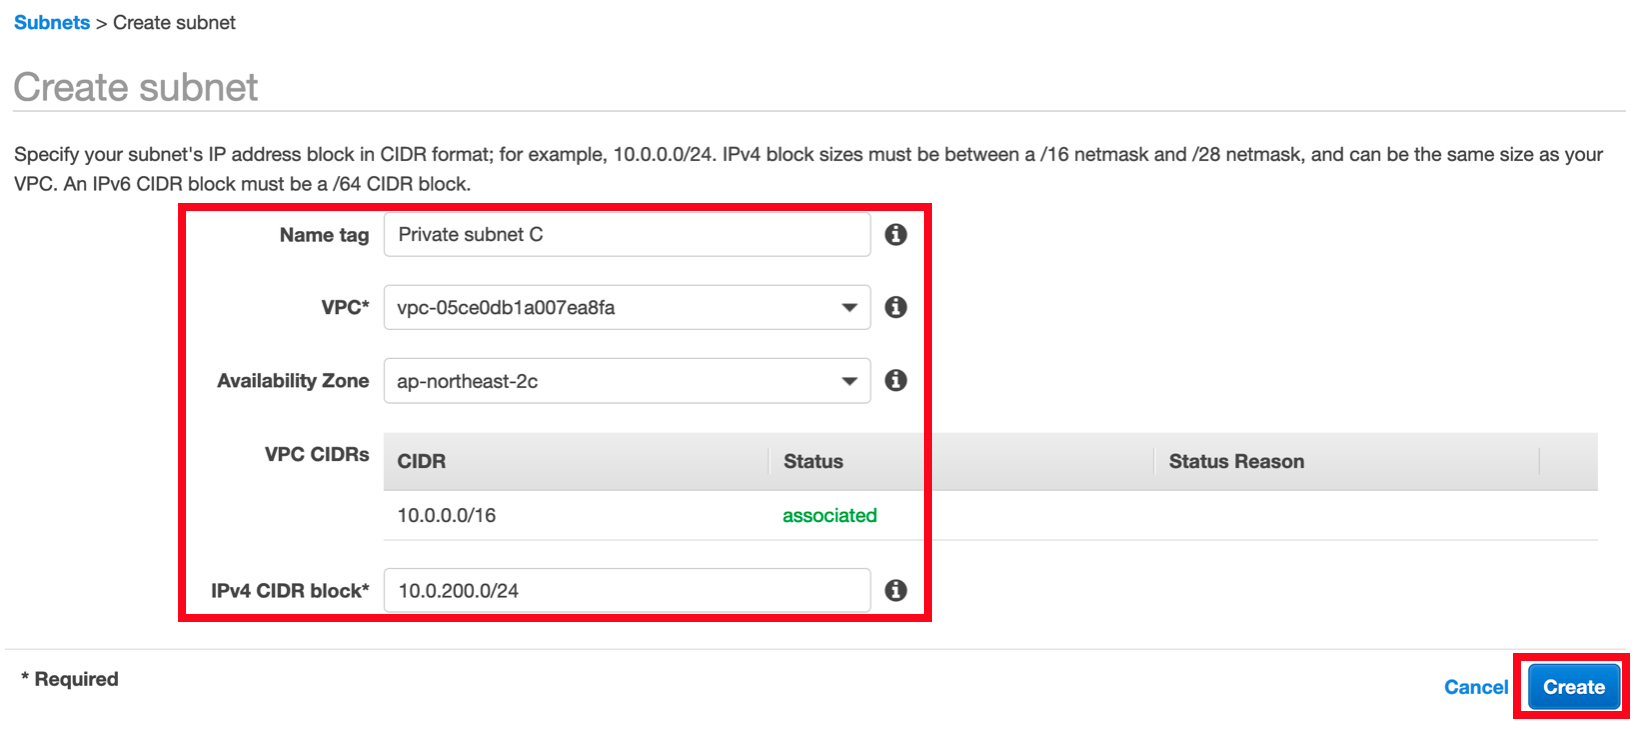 Subnets > Create subnet
Create subnet
Specify your subnet's IP address block in CIDR format; for example, 10.0.0.0/24. IPv4 block sizes must be between a /16 netmask and /28 netmask, and can be the same size as your
VPC. An IPv6 CIDR block must be a /64 CIDR block.
Name tag Private subnet C
VPC* vpc-05ce0db1a007ea8fa
Availability Zone ap-northeast-2c
VPC CIDRs CIDR Status Status Reason
10.0.0.0/16 associated
IPv4 CIDR block* 10.0.200.0/24
* Required
Cancel Create